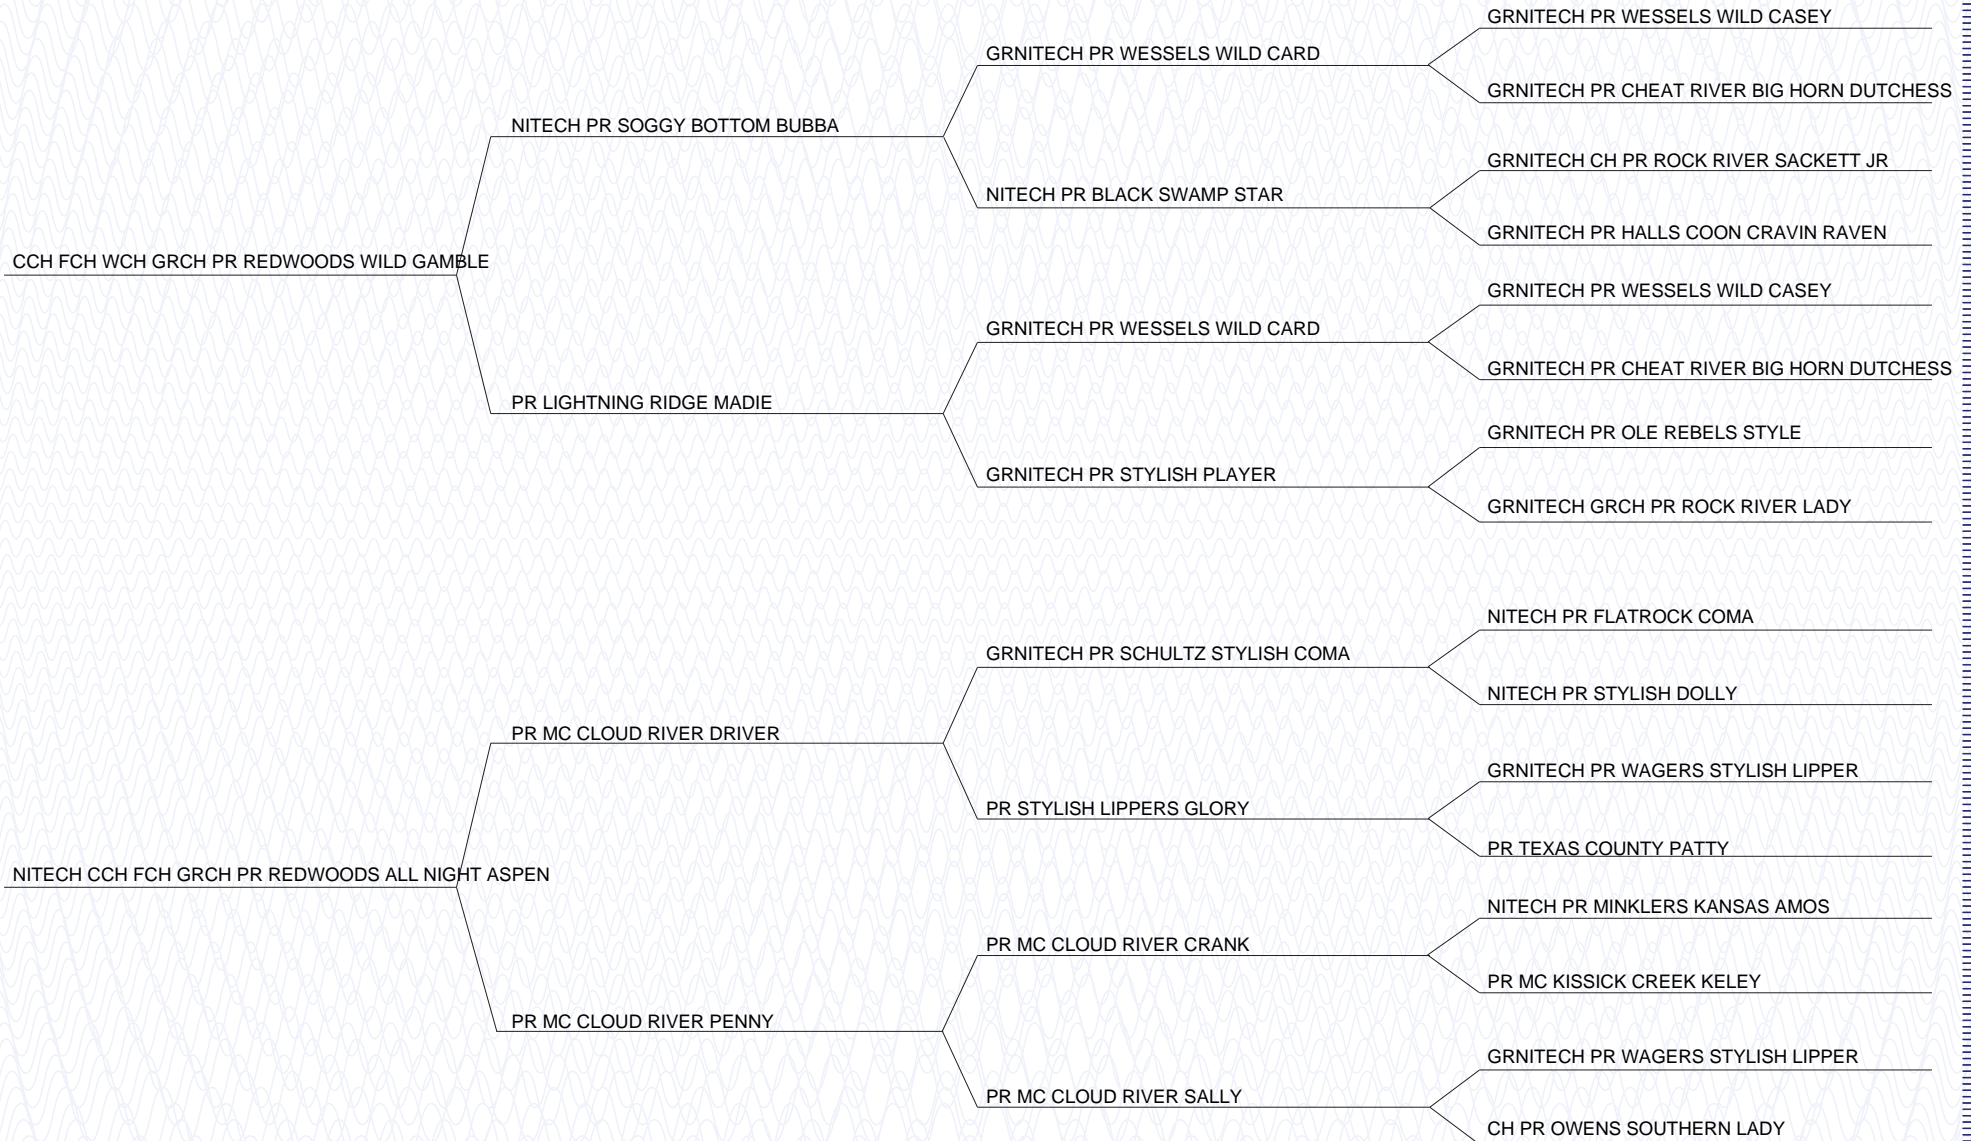 GRNITECH PR WESSELS WILD CASEY
GRNITECH PR WESSELS WILD CARD
GRNITECH PR CHEAT RIVER BIG HORN DUTCHESS
NITECH PR SOGGY BOTTOM BUBBA
GRNITECH CH PR ROCK RIVER SACKETT JR
NITECH PR BLACK SWAMP STAR
GRNITECH PR HALLS COON CRAVIN RAVEN
CCH FCH WCH GRCH PR REDWOODS WILD GAMBLE
GRNITECH PR WESSELS WILD CASEY
GRNITECH PR WESSELS WILD CARD
GRNITECH PR CHEAT RIVER BIG HORN DUTCHESS
PR LIGHTNING RIDGE MADIE
GRNITECH PR OLE REBELS STYLE
GRNITECH PR STYLISH PLAYER
GRNITECH GRCH PR ROCK RIVER LADY
NITECH PR FLATROCK COMA
GRNITECH PR SCHULTZ STYLISH COMA
NITECH PR STYLISH DOLLY
PR MC CLOUD RIVER DRIVER
GRNITECH PR WAGERS STYLISH LIPPER
PR STYLISH LIPPERS GLORY
PR TEXAS COUNTY PATTY
NITECH CCH FCH GRCH PR REDWOODS ALL NIGHT ASPEN
NITECH PR MINKLERS KANSAS AMOS
PR MC CLOUD RIVER CRANK
PR MC KISSICK CREEK KELEY
PR MC CLOUD RIVER PENNY
GRNITECH PR WAGERS STYLISH LIPPER
PR MC CLOUD RIVER SALLY
CH PR OWENS SOUTHERN LADY